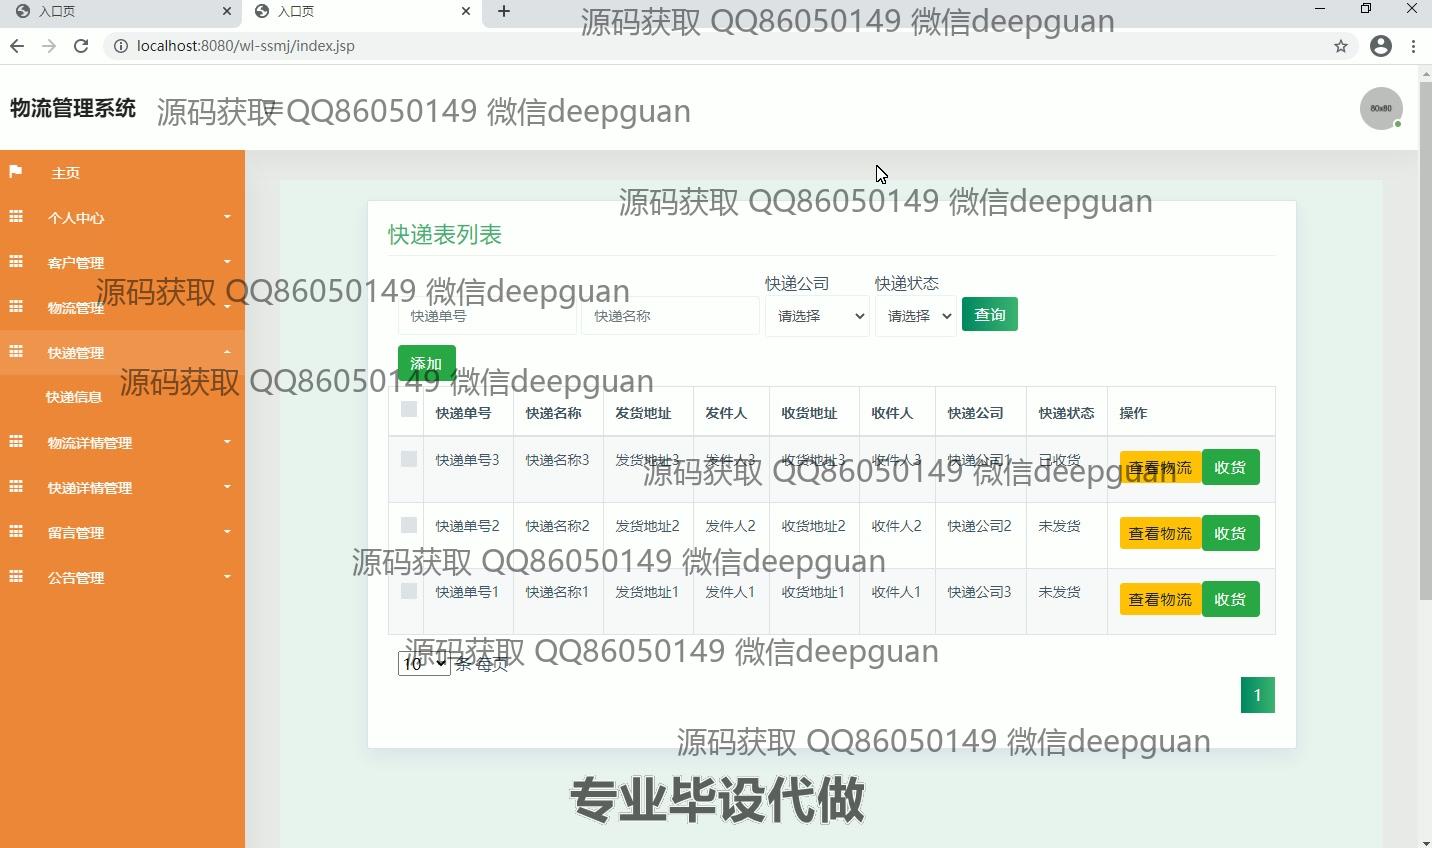 入口页
入口页
源码获取 QQ86050149 微信deepguan
localhost:8080/wl-ssmj/index.jsp
物流管理系统
源码获取 QQ86050149 微信deepguan
80x80
主页
个人中心
客户管理
物流管理
快递管理
快递信息
物流详情管理
快递详情管理
留言管理
公告管理
源码获取 QQ86050149 微信deepguan
快递表列表
源码获取 QQ86050149 微信deepguan
快递公司 快递状态
快递单号 快递名称 请选择 请选择 查询
添加
源码获取 QQ86050149 微信deepguan
快递单号 快递名称 发货地址 发件人 收货地址 收件人 快递公司 快递状态 操作
快递单号3 快递名称3 发货地址3 发件人3 收货地址3 收件人3 快递公司1 已收货 查看物流 收货
源码获取 QQ86050149 微信deepguan
快递单号2 快递名称2 发货地址2 发件人2 收货地址2 收件人2 快递公司2 未发货 查看物流 收货
源码获取 QQ86050149 微信deepguan
快递单号1 快递名称1 发货地址1 发件人1 收货地址1 收件人1 快递公司3 未发货 查看物流 收货
源码获取 QQ86050149 微信deepguan
10 条 每页
1
源码获取 QQ86050149 微信deepguan
专业毕设代做